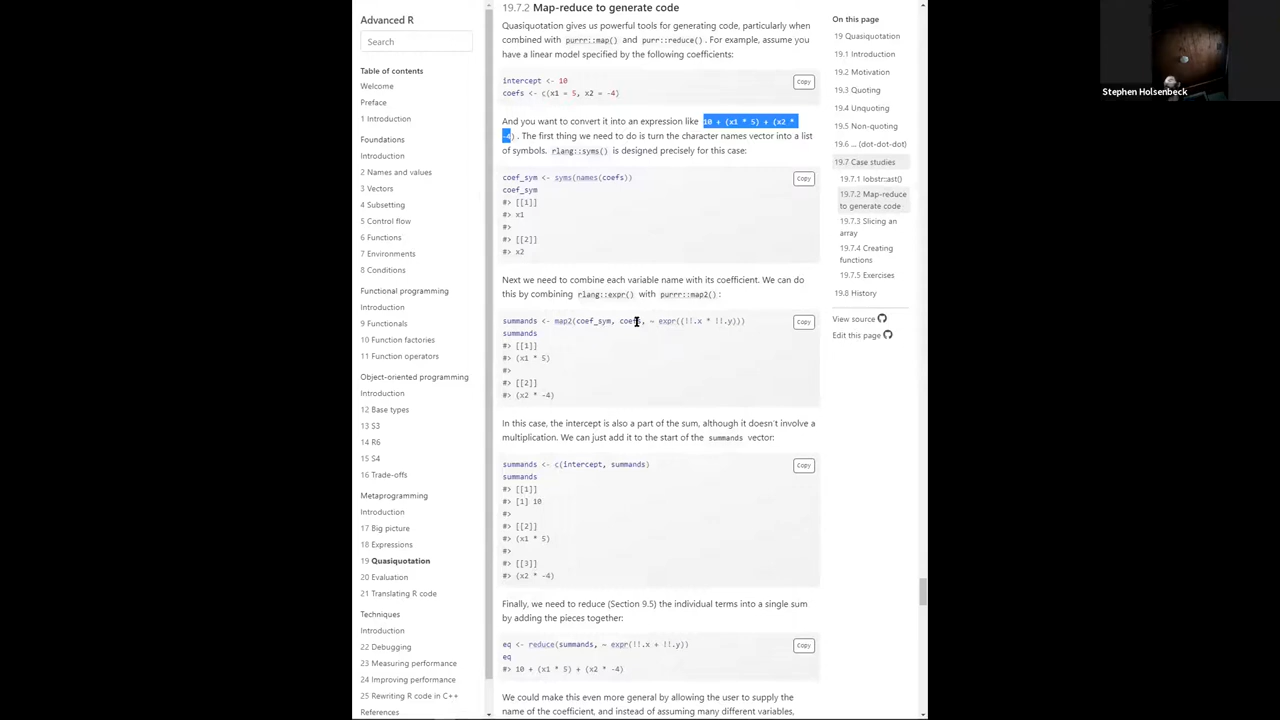 Advanced R
Search
Table of contents
Welcome
Preface
1 Introduction
Foundations
Introduction
2 Names and values
3 Vectors
4 Subsetting
5 Control flow
6 Functions
7 Environments
8 Conditions
Functional programming
Introduction
9 Functionals
10 Function factories
11 Function operators
Object-oriented programming
Introduction
12 Base types
13 S3
14 R6
15 S4
16 Trade-offs
Metaprogramming
Introduction
17 Big picture
18 Expressions
19 Quasiquotation
20 Evaluation
21 Translating R code
Techniques
Introduction
22 Debugging
23 Measuring performance
24 Improving performance
25 Rewriting R code in C++
References
19.7.2 Map-reduce to generate code
Quasiquotation gives us powerful tools for generating code, particularly when
combined with purrr::map() and purr::reduce(). For example, assume you
have a linear model specified by the following coefficients:
intercept <- 10
coefs <- c(x1 = 5, x2 = -4)
Copy
And you want to convert it into an expression like 10 + (x1 * 5) + (x2 *
-4). The first thing we need to do is turn the character names vector into a list
of symbols. rlang::syms() is designed precisely for this case:
coef_sym <- syms(names(coefs))
coef_sym
#> [[1]]
#> x1
#>
#> [[2]]
#> x2
Copy
Next we need to combine each variable name with its coefficient. We can do
this by combining rlang::expr() with purrr::map2():
summands <- map2(coef_sym, coefs, ~ expr((!!.x * !!.y)))
summands
#> [[1]]
#> (x1 * 5)
#>
#> [[2]]
#> (x2 * -4)
Copy
In this case, the intercept is also a part of the sum, although it doesn't involve a
multiplication. We can just add it to the start of the summands vector:
summands <- c(intercept, summands)
summands
#> [[1]]
#> [1] 10
#>
#> [[2]]
#> (x1 * 5)
#>
#> [[3]]
#> (x2 * -4)
Copy
Finally, we need to reduce (Section 9.5) the individual terms into a single sum
by adding the pieces together:
eq <- reduce(summands, ~ expr(!!.x + !!.y))
eq
#> 10 + (x1 * 5) + (x2 * -4)
Copy
We could make this even more general by allowing the user to supply the
name of the coefficient, and instead of assuming many different variables,
On this page
19 Quasiquotation
19.1 Introduction
19.2 Motivation
19.3 Quoting
19.4 Unquoting
19.5 Non-quoting
19.6 ... (dot-dot-dot)
19.7 Case studies
19.7.1 lobstr::ast()
19.7.2 Map-reduce
to generate code
19.7.3 Slicing an
array
19.7.4 Creating
functions
19.7.5 Exercises
19.8 History
View source
Edit this page
Stephen Holsenbeck